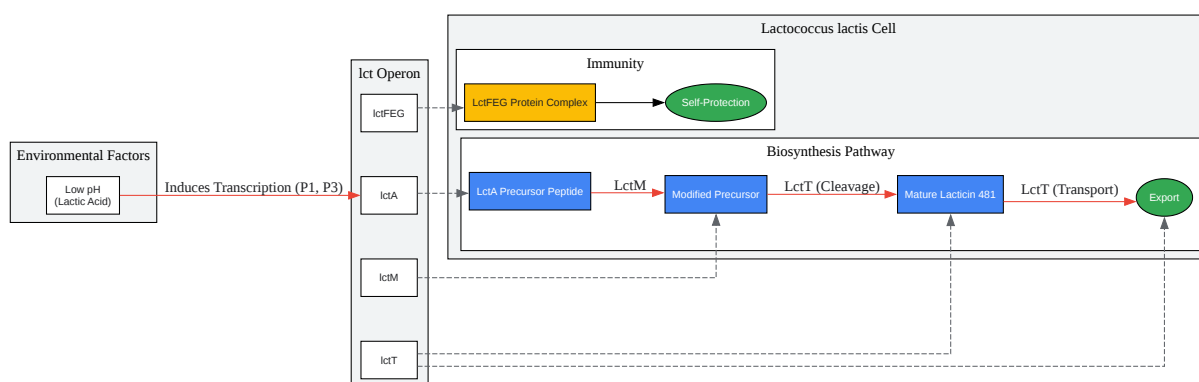 Lactococcus lactis Cell
Immunity
lct Operon
LctFEG Protein Complex
Self-Protection
lctFEG
Environmental Factors
Biosynthesis Pathway
Low pH
(Lactic Acid)
Induces Transcription (P1, P3)
lctA
LctA Precursor Peptide
LctM
Modified Precursor
LctT (Cleavage)
Mature Lacticin 481
LctT (Transport)
Export
lctM
lctT